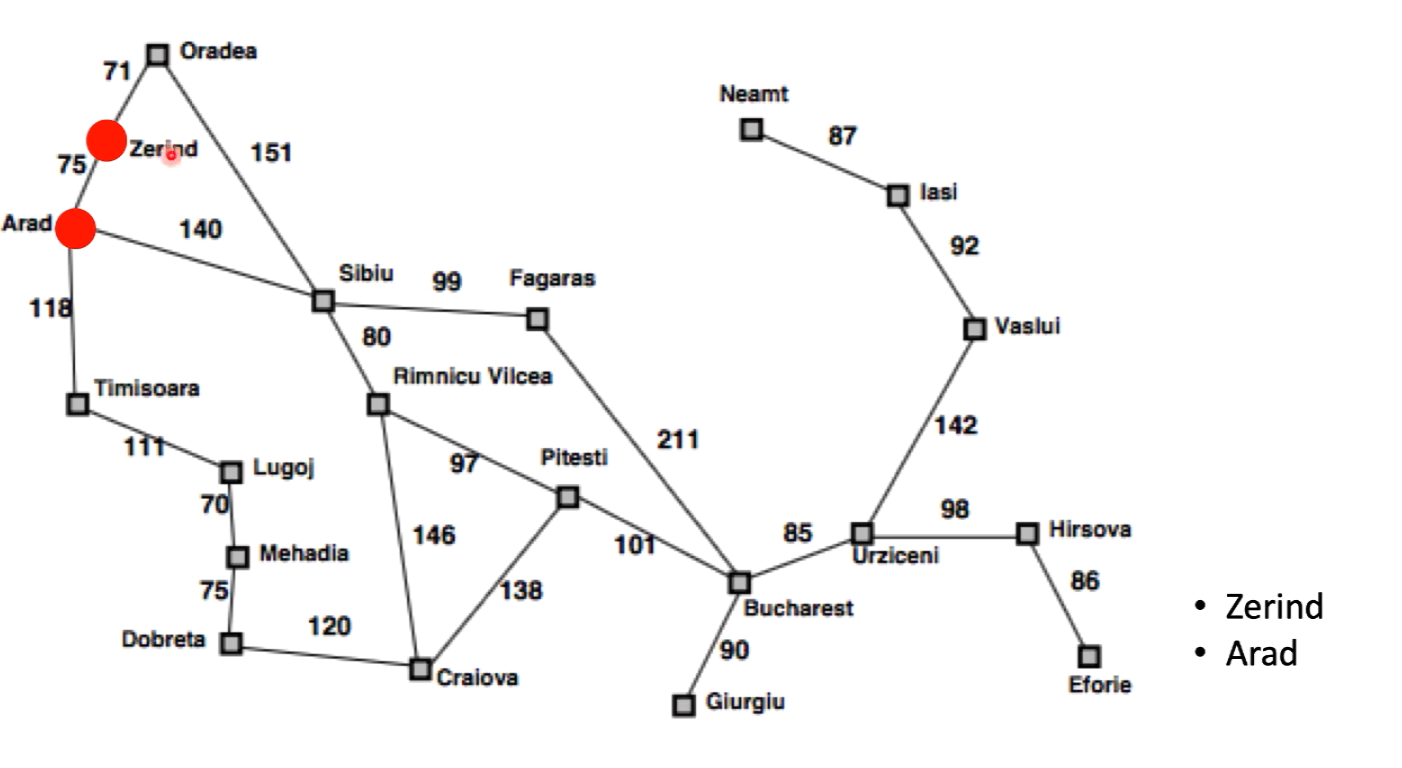 Oradea
71
Neamt
87
Zerind
151
75
Iasi
Arad
140
92
Sibiu
99
Fagaras
118
80
Vaslui
Timisoara
Rimnicu Vilcea
142
111
Lugoj
97
Pitesti
211
70
98
Mehadia
146
101
85
Hirsova
Urziceni
75
138
86
Bucharest
• Zerind
120
Dobreta
90
• Arad
Craiova
Giurgiu
Eforie